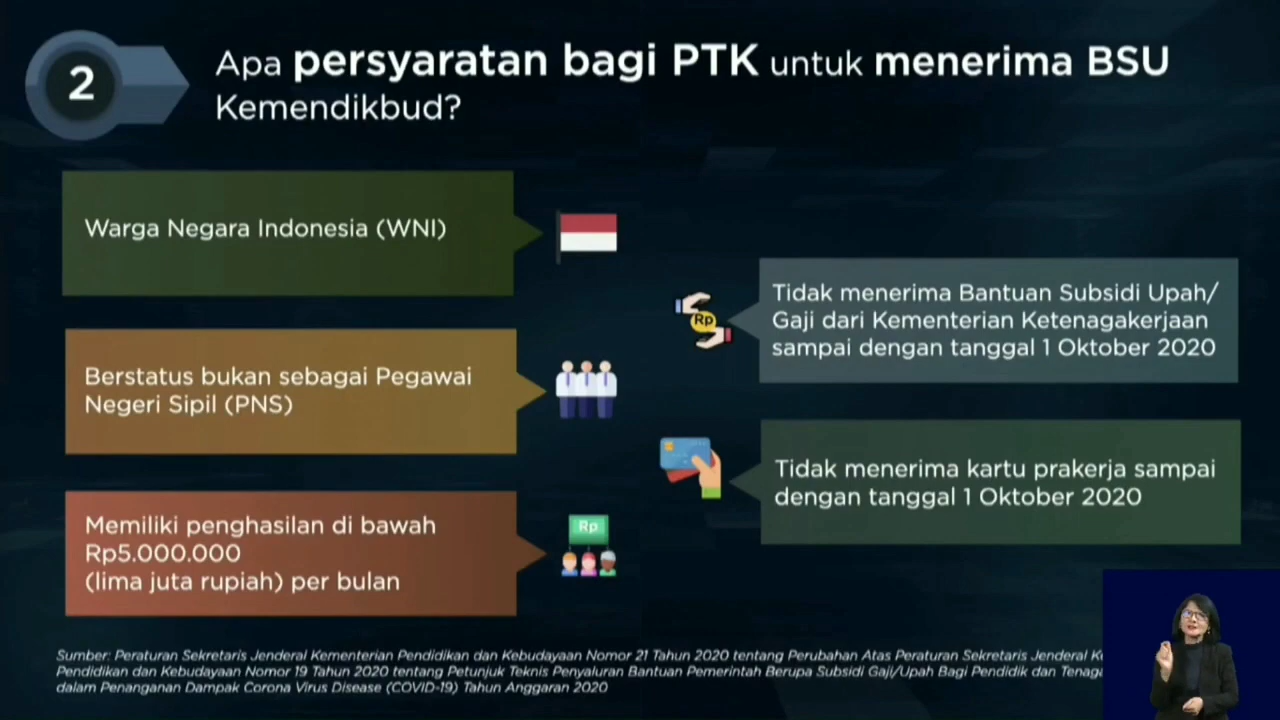 2
Apa persyaratan bagi PTK untuk menerima BSU
Kemendikbud?
Warga Negara Indonesia (WNI)
Berstatus bukan sebagai Pegawai
Negeri Sipil (PNS)
Memiliki penghasilan di bawah
Rp5.000.000
(lima juta rupiah) per bulan
Rp
Rp
Tidak menerima Bantuan Subsidi Upah/
Gaji dari Kementerian Ketenagakerjaan
sampai dengan tanggal 1 Oktober 2020
Tidak menerima kartu prakerja sampai
dengan tanggal 1 Oktober 2020
Sumber: Peraturan Sekretaris Jenderal Kementerian Pendidikan dan Kebudayaan Nomor 21 Tahun 2020 tentang Perubahan Atas Peraturan Sekretaris Jenderal
Pendidikan dan Kebudayaan Nomor 19 Tahun 2020 tentang Petunjuk Teknis Penyaluran Bantuan Pemerintah Berupa Subsidi Gaji/Upah Bagi Pendidik dan
dalam Penanganan Dampak Corona Virus Disease (COVID-19) Tahun Anggaran 2020